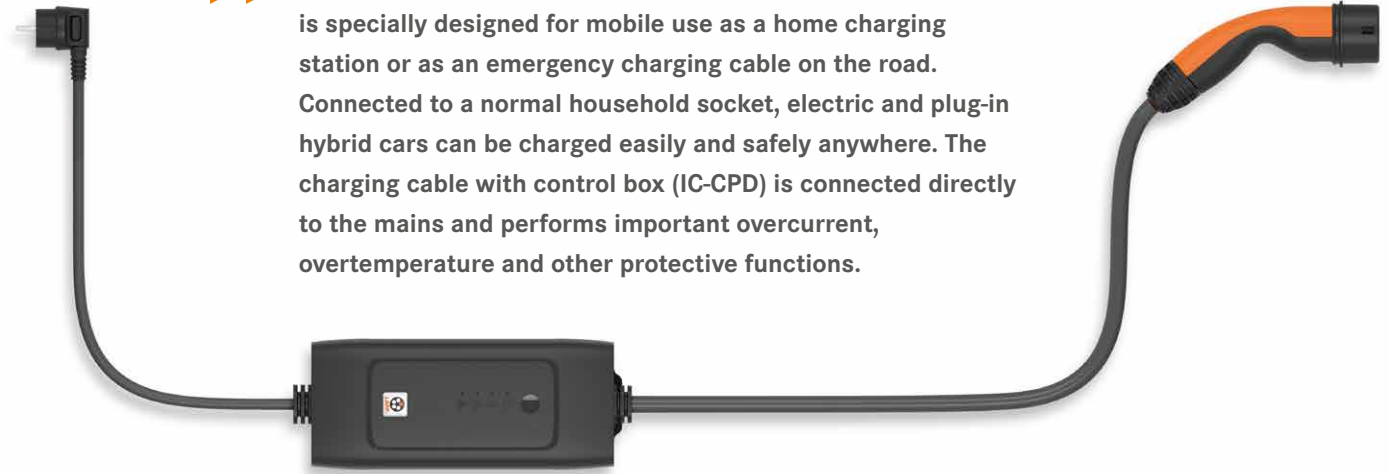 is specially designed for mobile use as a home charging
station or as an emergency charging cable on the road.
Connected to a normal household socket, electric and plug-in
hybrid cars can be charged easily and safely anywhere. The
charging cable with control box (IC-CPD) is connected directly
to the mains and performs important overcurrent,
overtemperature and other protective functions.